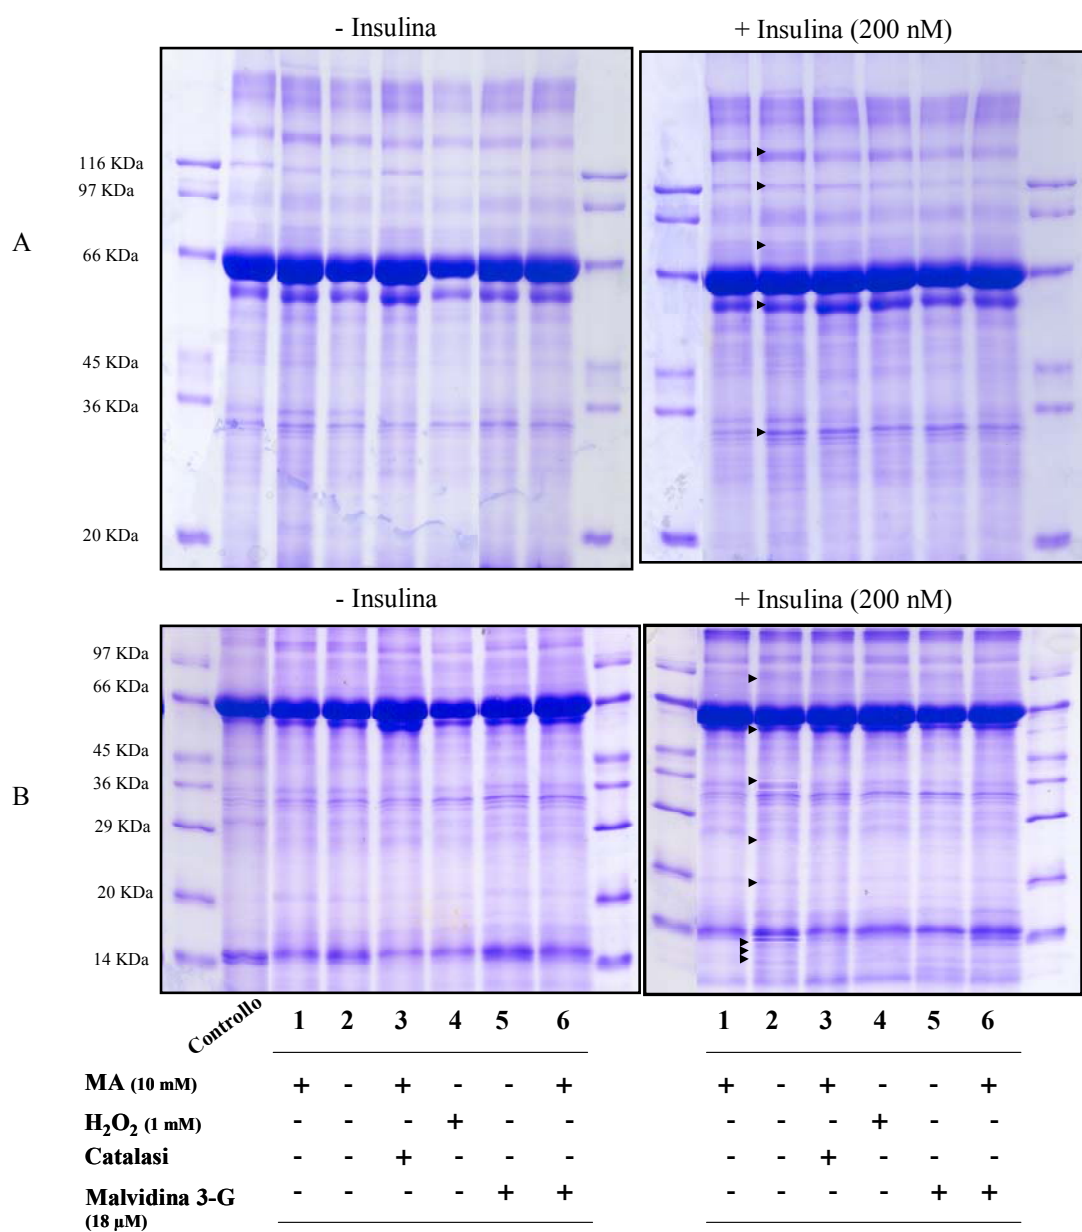 - Insulina + Insulina (200 nM)
116 KDa
97 KDa
A
66 KDa
45 KDa
36 KDa
20 KDa
- Insulina + Insulina (200 nM)
97 KDa
66 KDa
45 KDa
36 KDa
B
29 KDa
20 KDa
14 KDa
Controllo 1 2 3 4 5 6 1 2 3 4 5 6
MA (10 mM) + - + - - + + - + - - +
H₂O₂ (1 mM) - - - + - - - - - + - -
Catalasi - - + - - - - - + - - -
Malvidina 3-G - - - - + + - - - - + +
(18 µM)